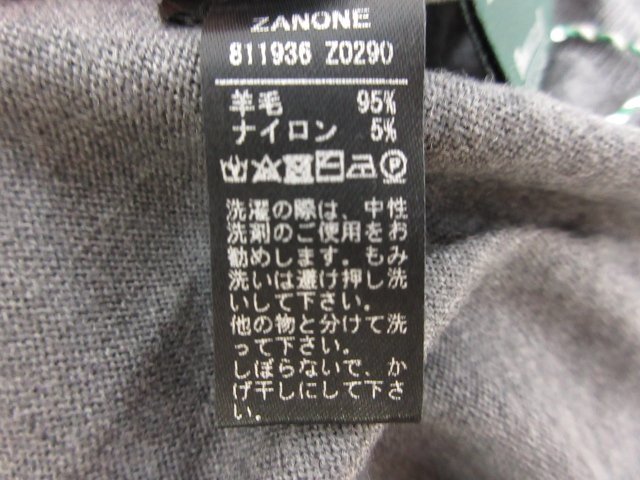 ZANONE
811936 Z0290
羊毛 95%
ナイロン 5%
P
洗濯の際は、中性
洗剤のご使用をお
勧めします。もみ
洗いは避け押し洗
いして下さい。
他の物と分けて洗
って下さい。
しぼらないで、か
げ干しにして下さ
い。